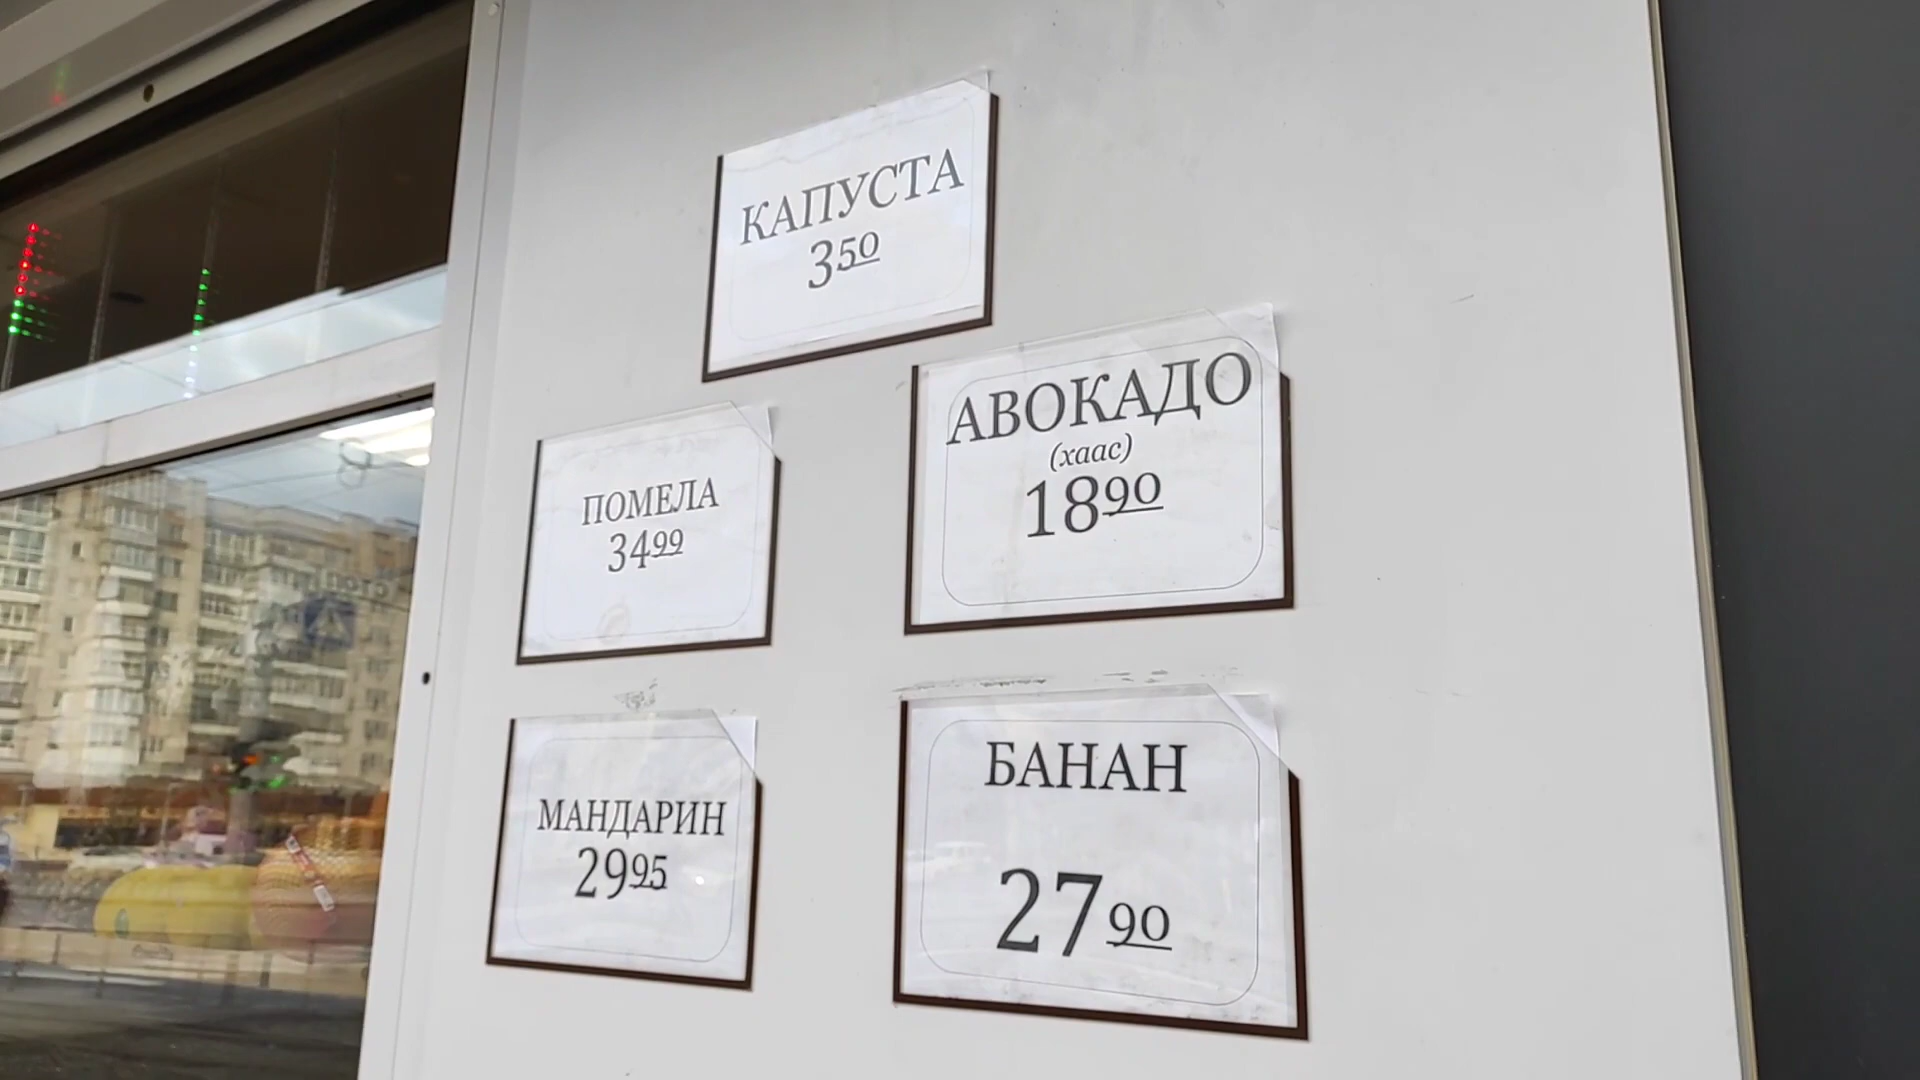 КАПУСТА
350
АВОКАДО
(хаас)
1890
ПОМЕЛА
3499
МАНДАРИН
2995
БАНАН
2790